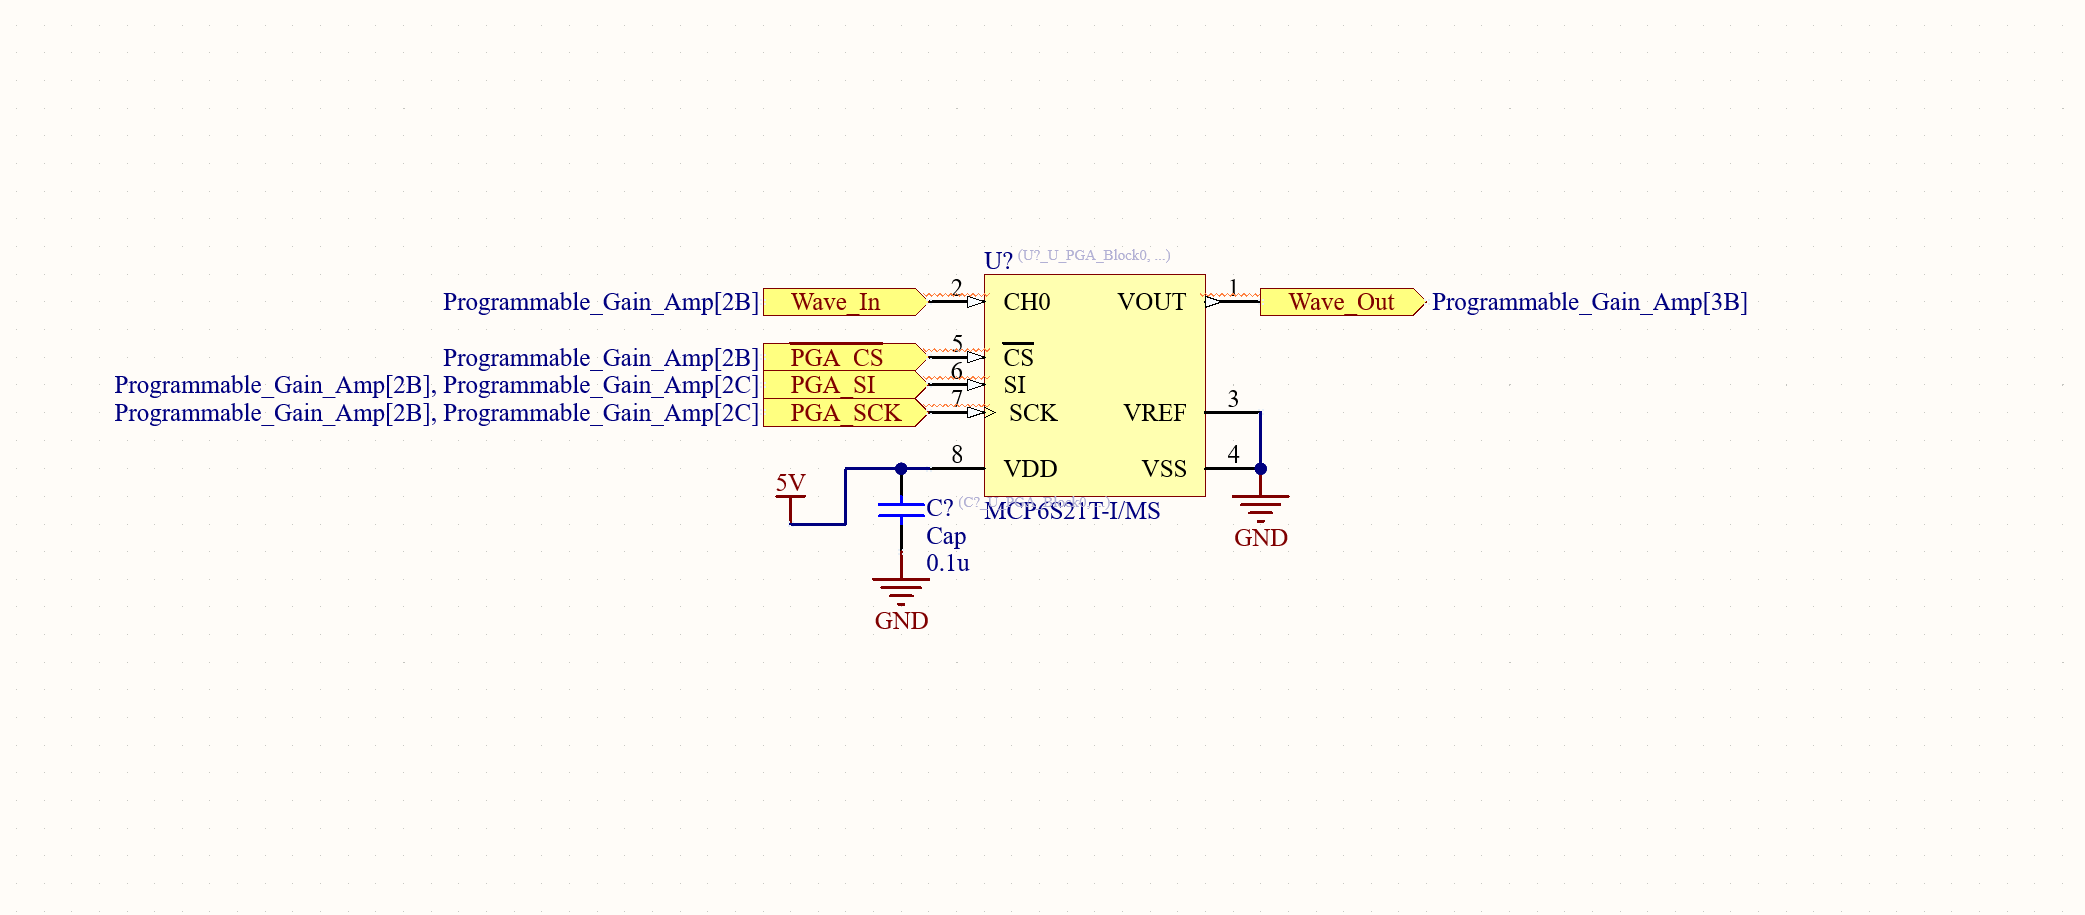 U? (U?_U_PGA_Block0, ...)
Programmable_Gain_Amp[2B] Wave_In 2 CH0 VOUT 1 Wave_Out Programmable_Gain_Amp[3B]
Programmable_Gain_Amp[2B] PGA_CS 5 CS
Programmable_Gain_Amp[2B], Programmable_Gain_Amp[2C] PGA_SI 6 SI
Programmable_Gain_Amp[2B], Programmable_Gain_Amp[2C] PGA_SCK 7 SCK VREF 3
8 VDD VSS 4
5V
C? (C?_U_PGA_Block0, ...) MCP6S21T-I/MS
Cap GND
0.1u
GND